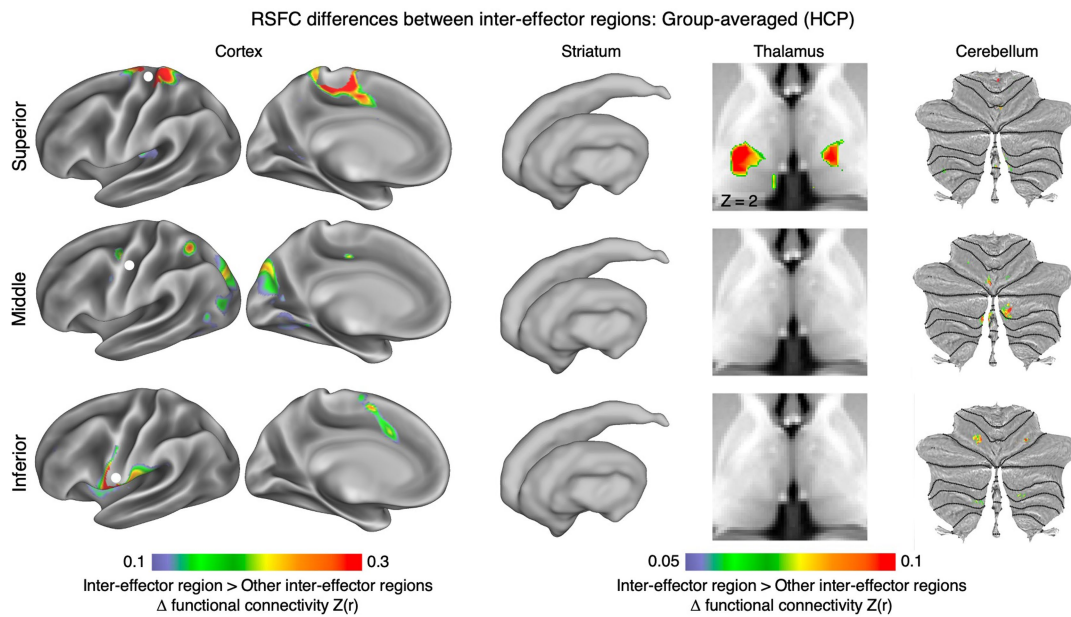 RSFC differences between inter-effector regions: Group-averaged (HCP)
Cortex
Striatum
Thalamus
Cerebellum
Superior
Z = 2
Middle
Inferior
0.1
0.3
Inter-effector region > Other inter-effector regions
Δ functional connectivity Z(r)
0.05
0.1
Inter-effector region > Other inter-effector regions
Δ functional connectivity Z(r)